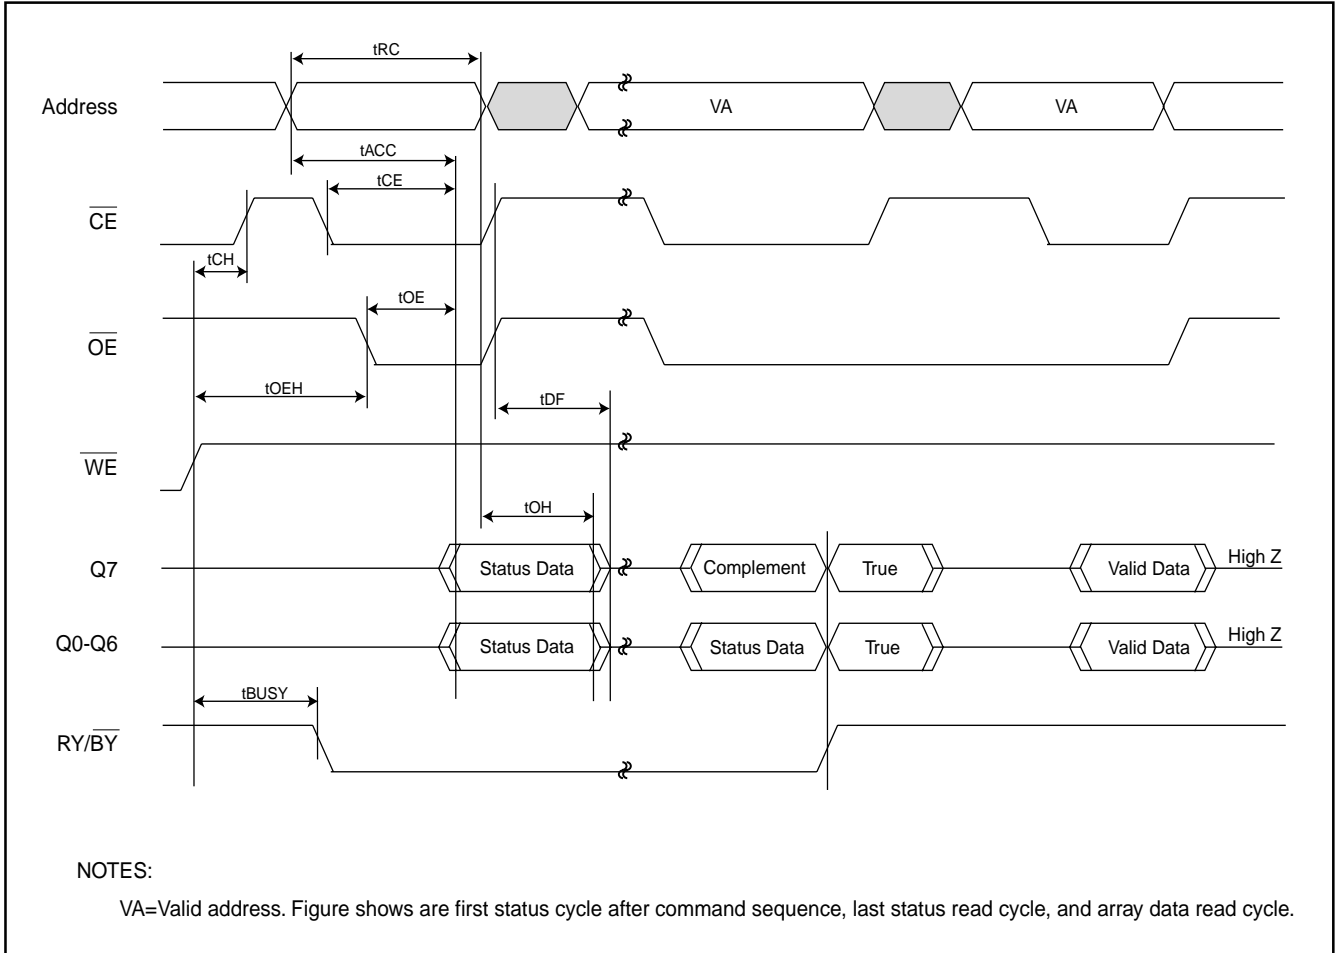 tRC
Address
VA
VA
tACC
tCE
CE
tCH
tOE
OE
tOEH
tDF
WE
tOH
Q7
Status Data
Complement
True
Valid Data
High Z
Q0-Q6
Status Data
Status Data
True
Valid Data
High Z
tBUSY
RY/BY
NOTES:
VA=Valid address. Figure shows are first status cycle after command sequence, last status read cycle, and array data read cycle.